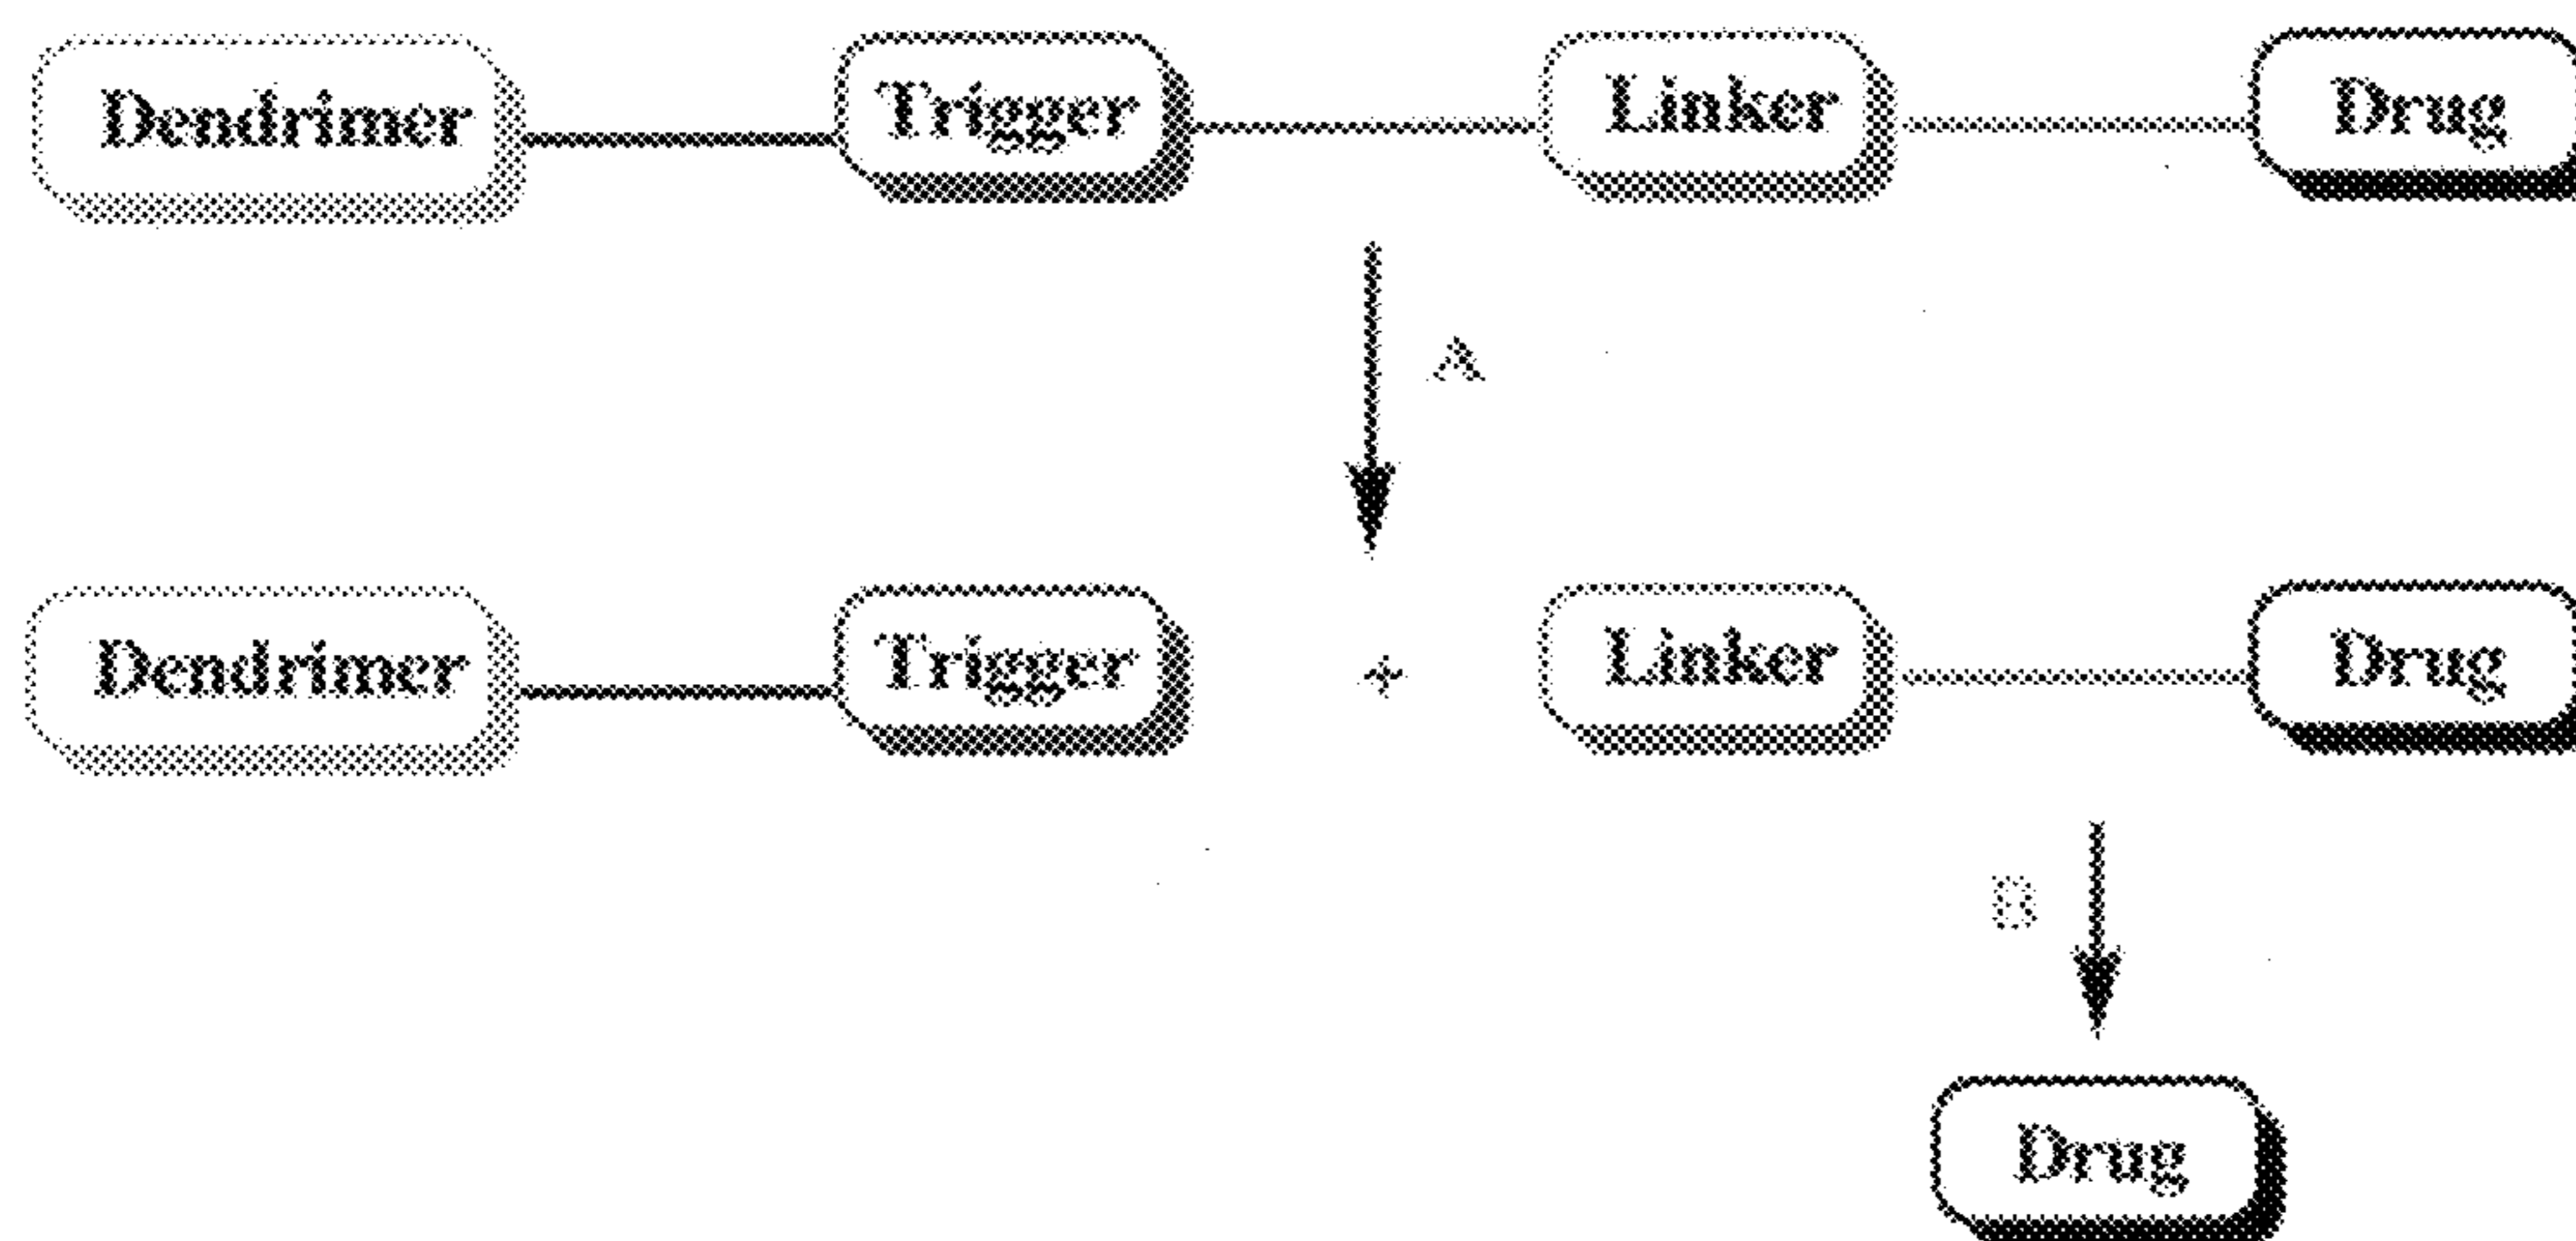 Dendrimer Trigger Linker Drug
A
Dendrimer Trigger + Linker Drug
B
Drug